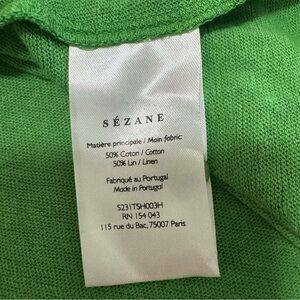 SÉZANE
Matière principale / Main fabric:
50% Coton / Cotton
50% Lin / Linen
Fabriqué au Portugal
Made in Portugal
S231TSH003H
RN 154 043
115 rue du Bac, 75007 Paris